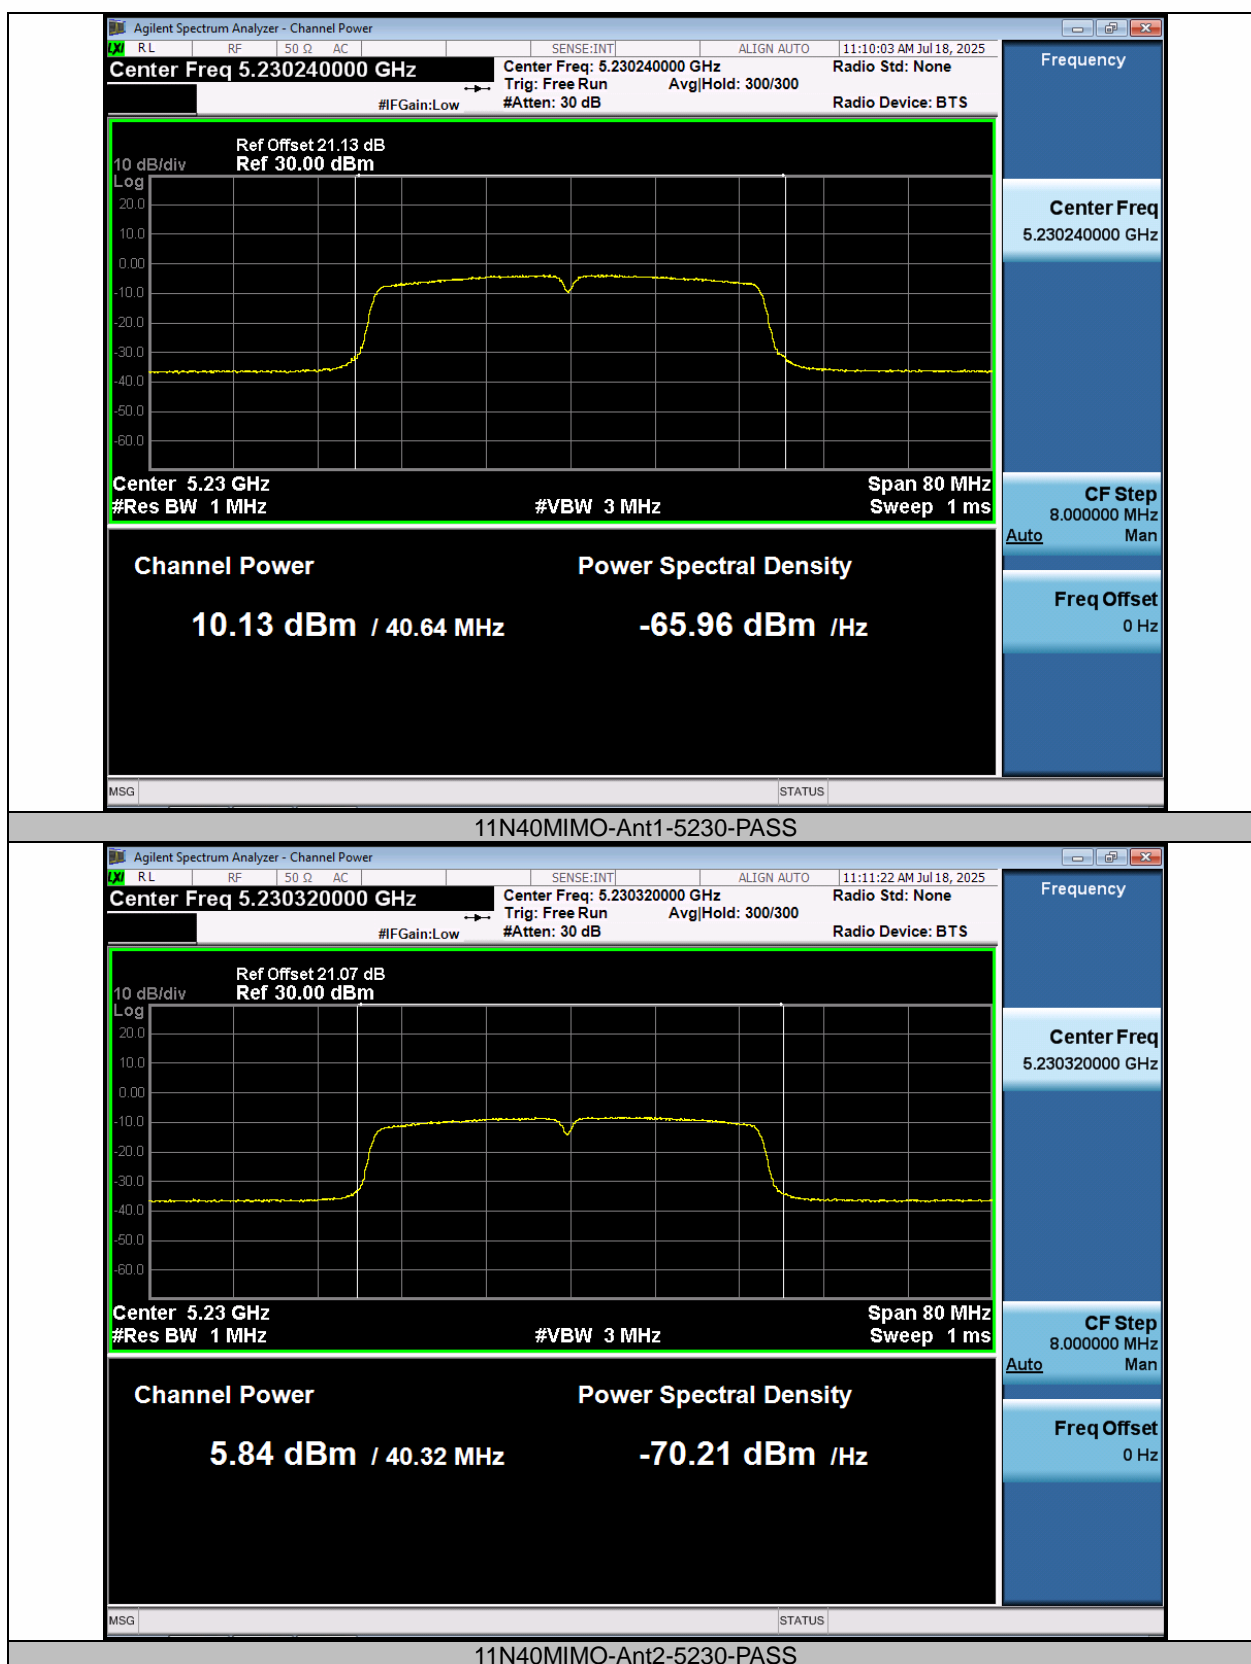 Agilent Spectrum Analyzer - Channel Power
LXI RL RF 50 Ω AC SENSE:INT ALIGN AUTO 11:10:03 AM Jul 18, 2025
Center Freq 5.230240000 GHz
Center Freq: 5.230240000 GHz Radio Std: None
Trig: Free Run Avg|Hold: 300/300
#IFGain:Low #Atten: 30 dB Radio Device: BTS
Frequency
Ref Offset 21.13 dB
10 dB/div Ref 30.00 dBm
Log
20.0
10.0
0.00
-10.0
-20.0
-30.0
-40.0
-50.0
-60.0
Center 5.23 GHz Span 80 MHz
#Res BW 1 MHz #VBW 3 MHz Sweep 1 ms
Center Freq
5.230240000 GHz
CF Step
8.000000 MHz
Auto Man
Freq Offset
0 Hz
Channel Power Power Spectral Density
10.13 dBm / 40.64 MHz -65.96 dBm /Hz
MSG STATUS
11N40MIMO-Ant1-5230-PASS
Agilent Spectrum Analyzer - Channel Power
LXI RL RF 50 Ω AC SENSE:INT ALIGN AUTO 11:11:22 AM Jul 18, 2025
Center Freq 5.230320000 GHz
Center Freq: 5.230320000 GHz Radio Std: None
Trig: Free Run Avg|Hold: 300/300
#IFGain:Low #Atten: 30 dB Radio Device: BTS
Frequency
Ref Offset 21.07 dB
10 dB/div Ref 30.00 dBm
Log
20.0
10.0
0.00
-10.0
-20.0
-30.0
-40.0
-50.0
-60.0
Center 5.23 GHz Span 80 MHz
#Res BW 1 MHz #VBW 3 MHz Sweep 1 ms
Center Freq
5.230320000 GHz
CF Step
8.000000 MHz
Auto Man
Freq Offset
0 Hz
Channel Power Power Spectral Density
5.84 dBm / 40.32 MHz -70.21 dBm /Hz
MSG STATUS
11N40MIMO-Ant2-5230-PASS